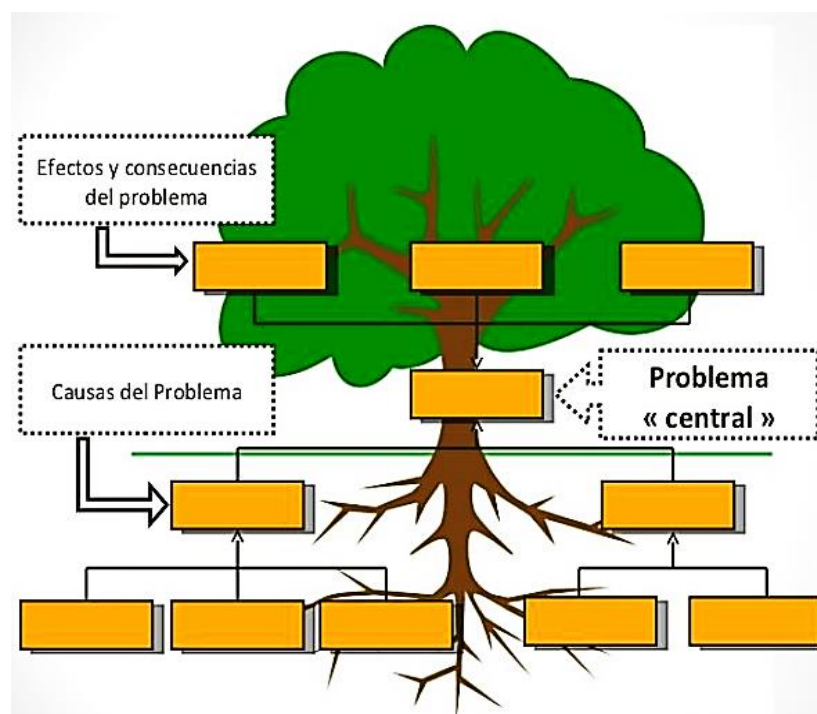 Efectos y consecuencias
del problema
Causas del Problema
Problema
« central »